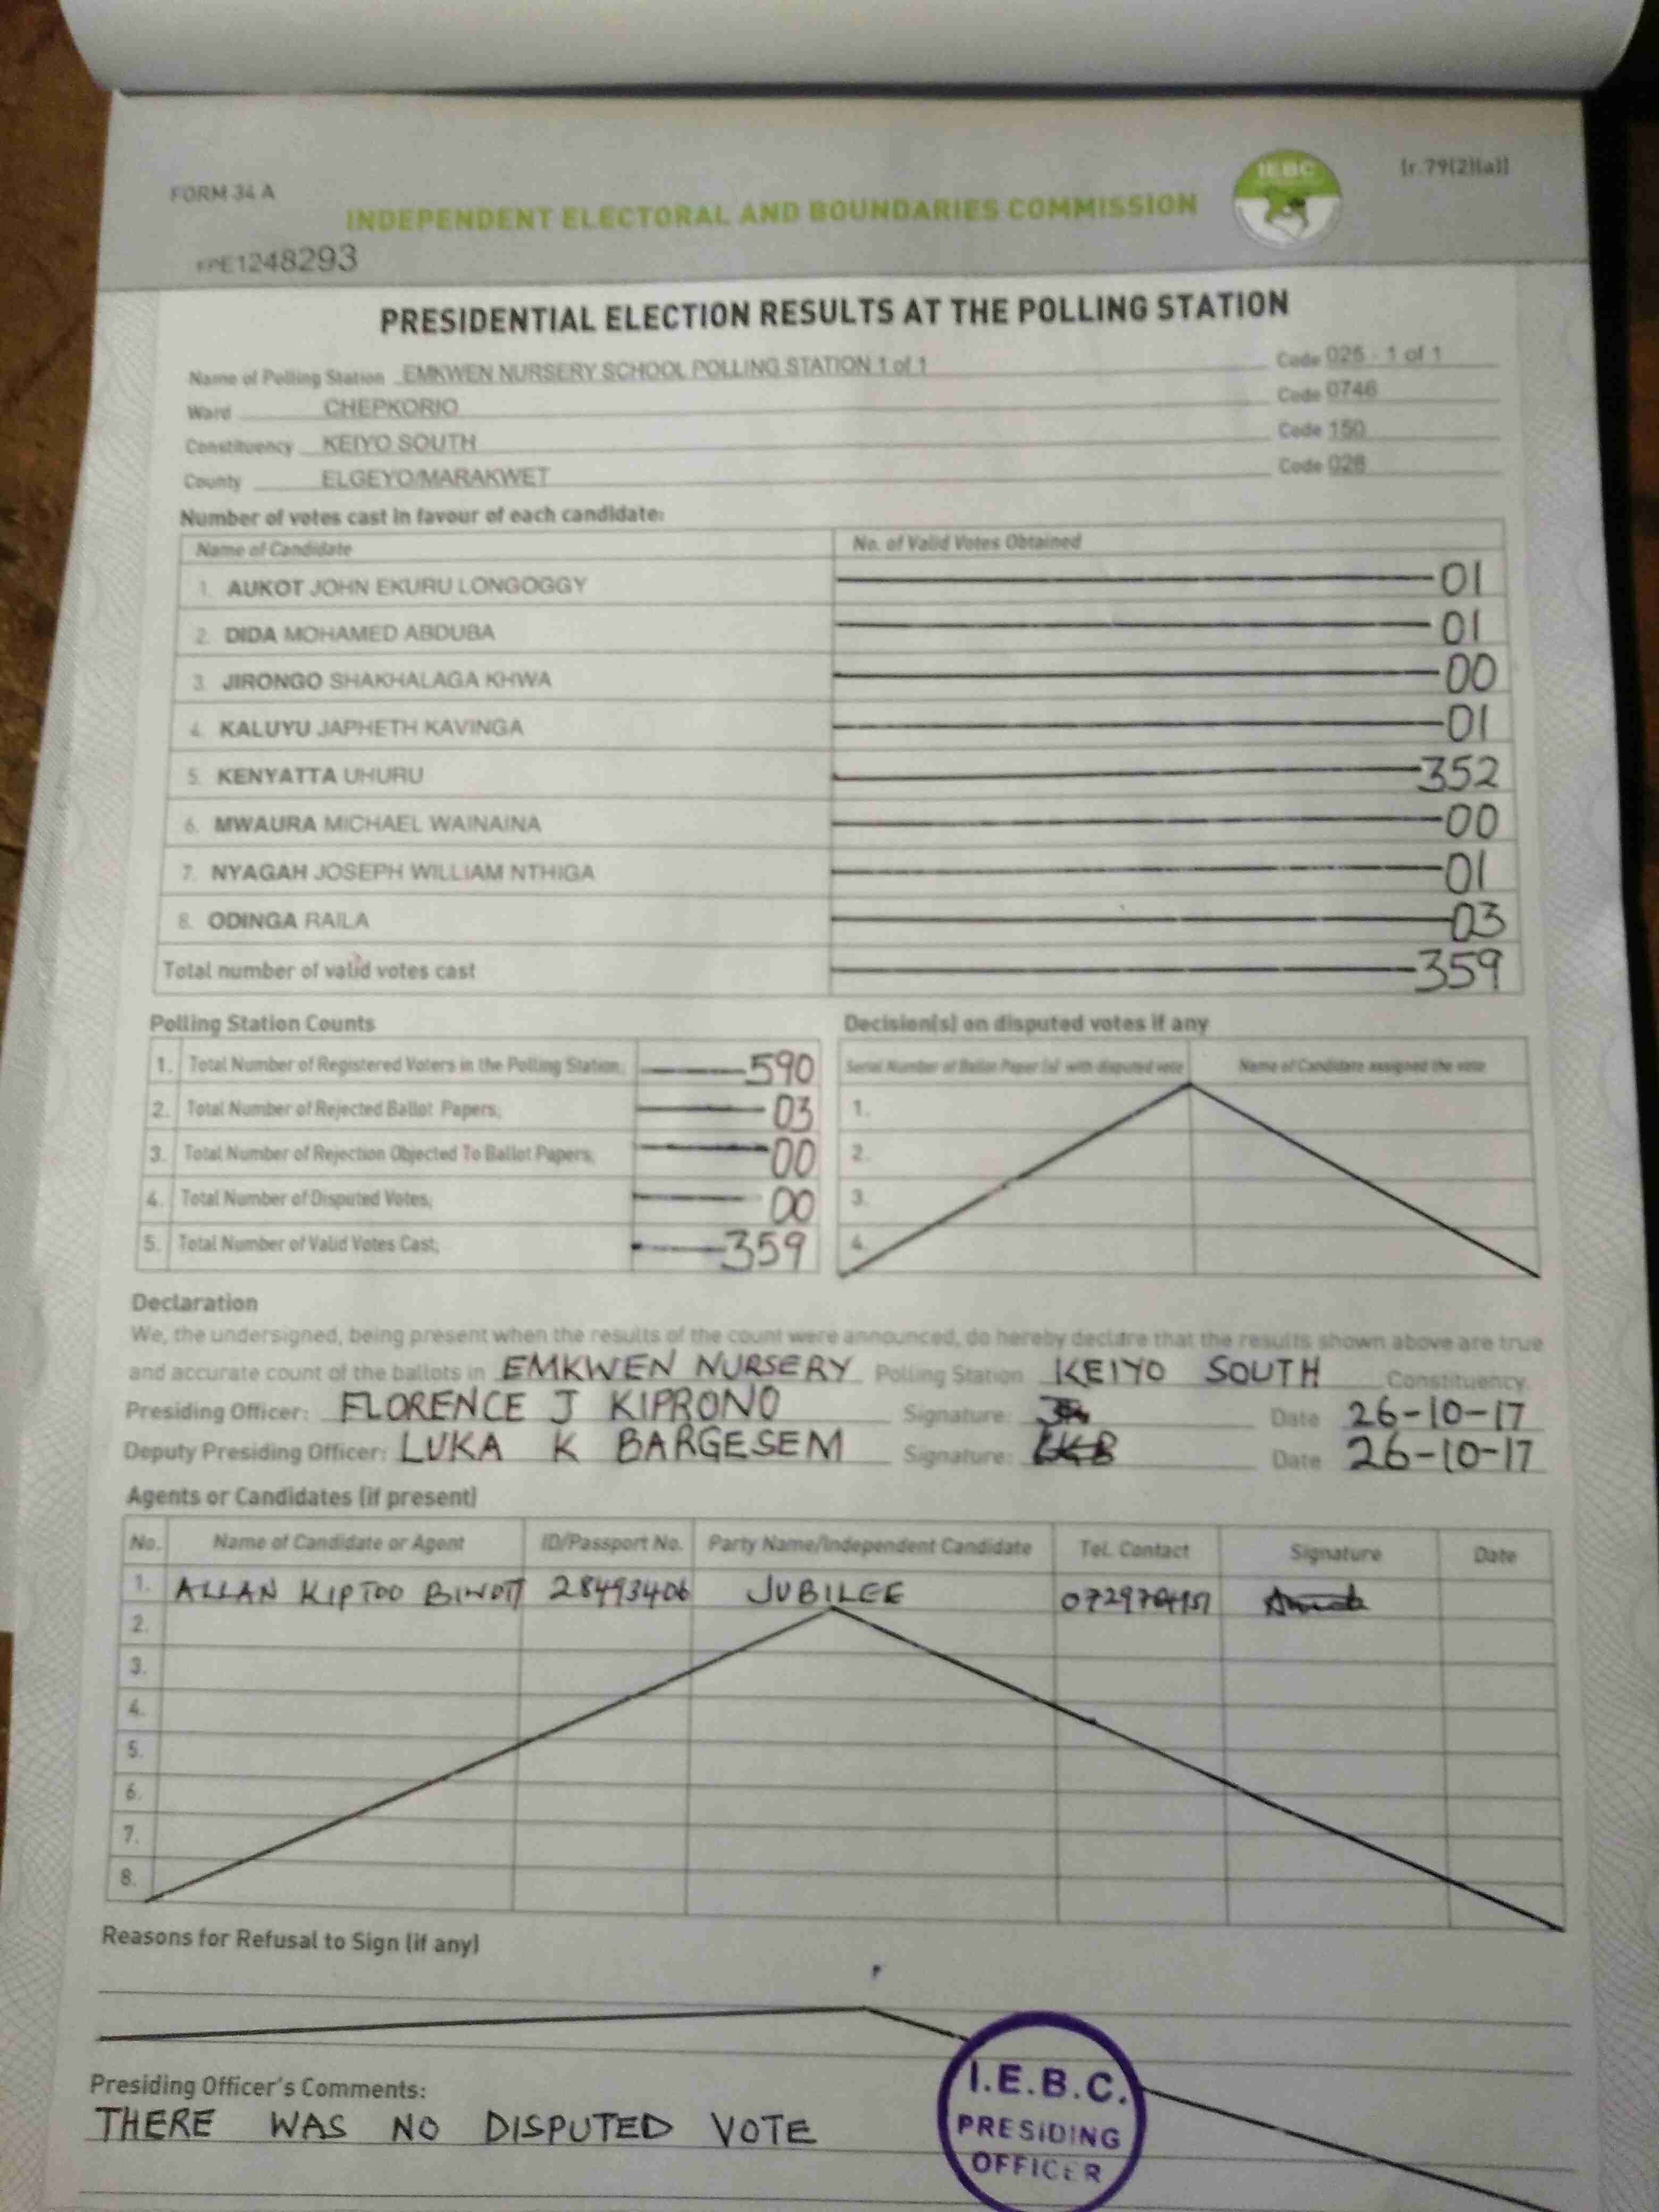 FORM 34 A
[r.79(2)(a)]
IEBC
INDEPENDENT ELECTORAL AND BOUNDARIES COMMISSION
FPE1248293
PRESIDENTIAL ELECTION RESULTS AT THE POLLING STATION
Name of Polling Station EMKWEN NURSERY SCHOOL POLLING STATION 1 of 1 Code 025 - 1 of 1
Ward CHEPKORIO Code 0746
Constituency KEIYO SOUTH Code 150
County ELGEYO/MARAKWET Code 028
Number of votes cast in favour of each candidate:
Name of Candidate No. of Valid Votes Obtained
1. AUKOT JOHN EKURU LONGOGGY 01
2. DIDA MOHAMED ABDUBA 01
3. JIRONGO SHAKHALAGA KHWA 00
4. KALUYU JAPHETH KAVINGA 01
5. KENYATTA UHURU 352
6. MWAURA MICHAEL WAINAINA 00
7. NYAGAH JOSEPH WILLIAM NTHIGA 01
8. ODINGA RAILA 03
Total number of valid votes cast 359
Polling Station Counts
1. Total Number of Registered Voters in the Polling Station; 590
2. Total Number of Rejected Ballot Papers; 03
3. Total Number of Rejection Objected To Ballot Papers; 00
4. Total Number of Disputed Votes; 00
5. Total Number of Valid Votes Cast; 359
Decision(s) on disputed votes if any
Serial Number of Ballot Paper (s) with disputed vote Name of Candidate assigned the vote
1.
2.
3.
4.
Declaration
We, the undersigned, being present when the results of the count were announced, do hereby declare that the results shown above are true
and accurate count of the ballots in EMKWEN NURSERY Polling Station KEIYO SOUTH Constituency.
Presiding Officer: FLORENCE J KIPRONO Signature: Date 26-10-17
Deputy Presiding Officer: LUKA K BARGESEM Signature: LKB Date 26-10-17
Agents or Candidates (if present)
No. Name of Candidate or Agent ID/Passport No. Party Name/Independent Candidate Tel. Contact Signature Date
1. ALLAN KIPTOO 28493406 JUBILEE
2.
3.
4.
5.
6.
7.
8.
Reasons for Refusal to Sign (if any)
Presiding Officer's Comments:
THERE WAS NO DISPUTED VOTE
I.E.B.C.
PRESIDING
OFFICER